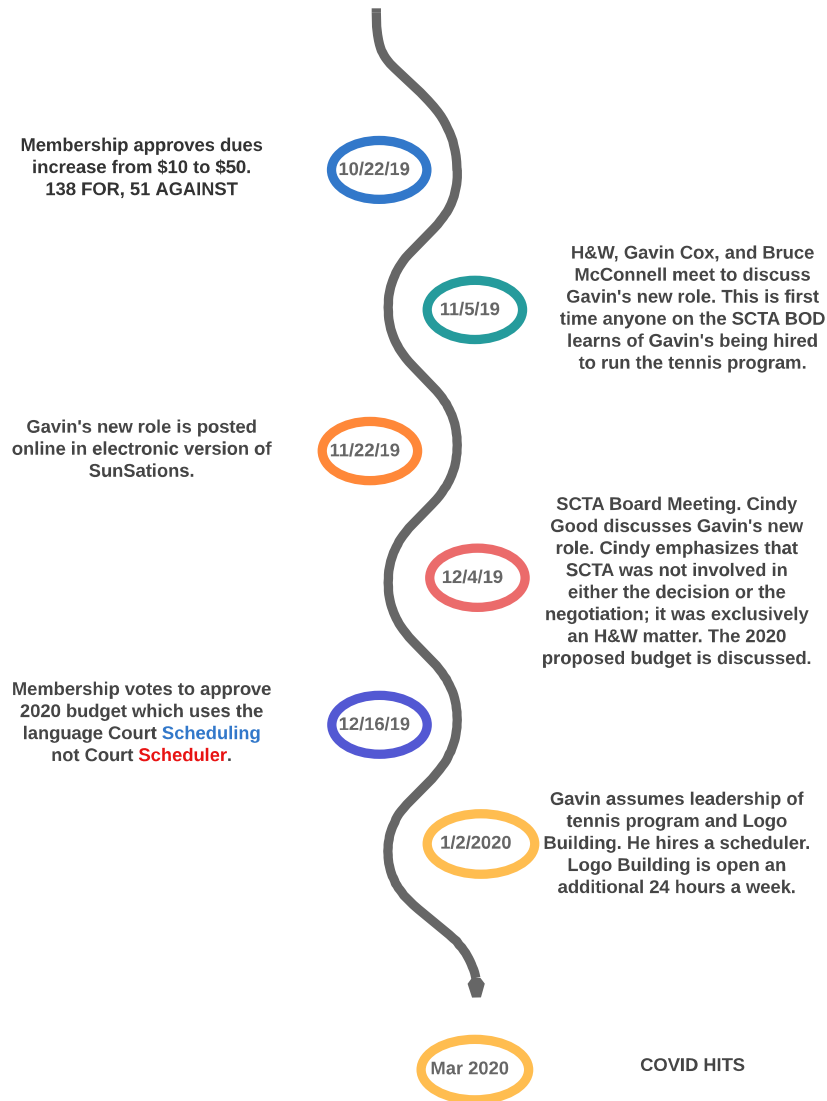 Membership approves dues
increase from $10 to $50.
138 FOR, 51 AGAINST
10/22/19
H&W, Gavin Cox, and Bruce
McConnell meet to discuss
Gavin's new role. This is first
time anyone on the SCTA BOD
learns of Gavin's being hired
to run the tennis program.
11/5/19
Gavin's new role is posted
online in electronic version of
SunSations.
11/22/19
SCTA Board Meeting. Cindy
Good discusses Gavin's new
role. Cindy emphasizes that
SCTA was not involved in
either the decision or the
negotiation; it was exclusively
an H&W matter. The 2020
proposed budget is discussed.
12/4/19
Membership votes to approve
2020 budget which uses the
language Court Scheduling
not Court Scheduler.
12/16/19
Gavin assumes leadership of
tennis program and Logo
Building. He hires a scheduler.
Logo Building is open an
additional 24 hours a week.
1/2/2020
Mar 2020
COVID HITS